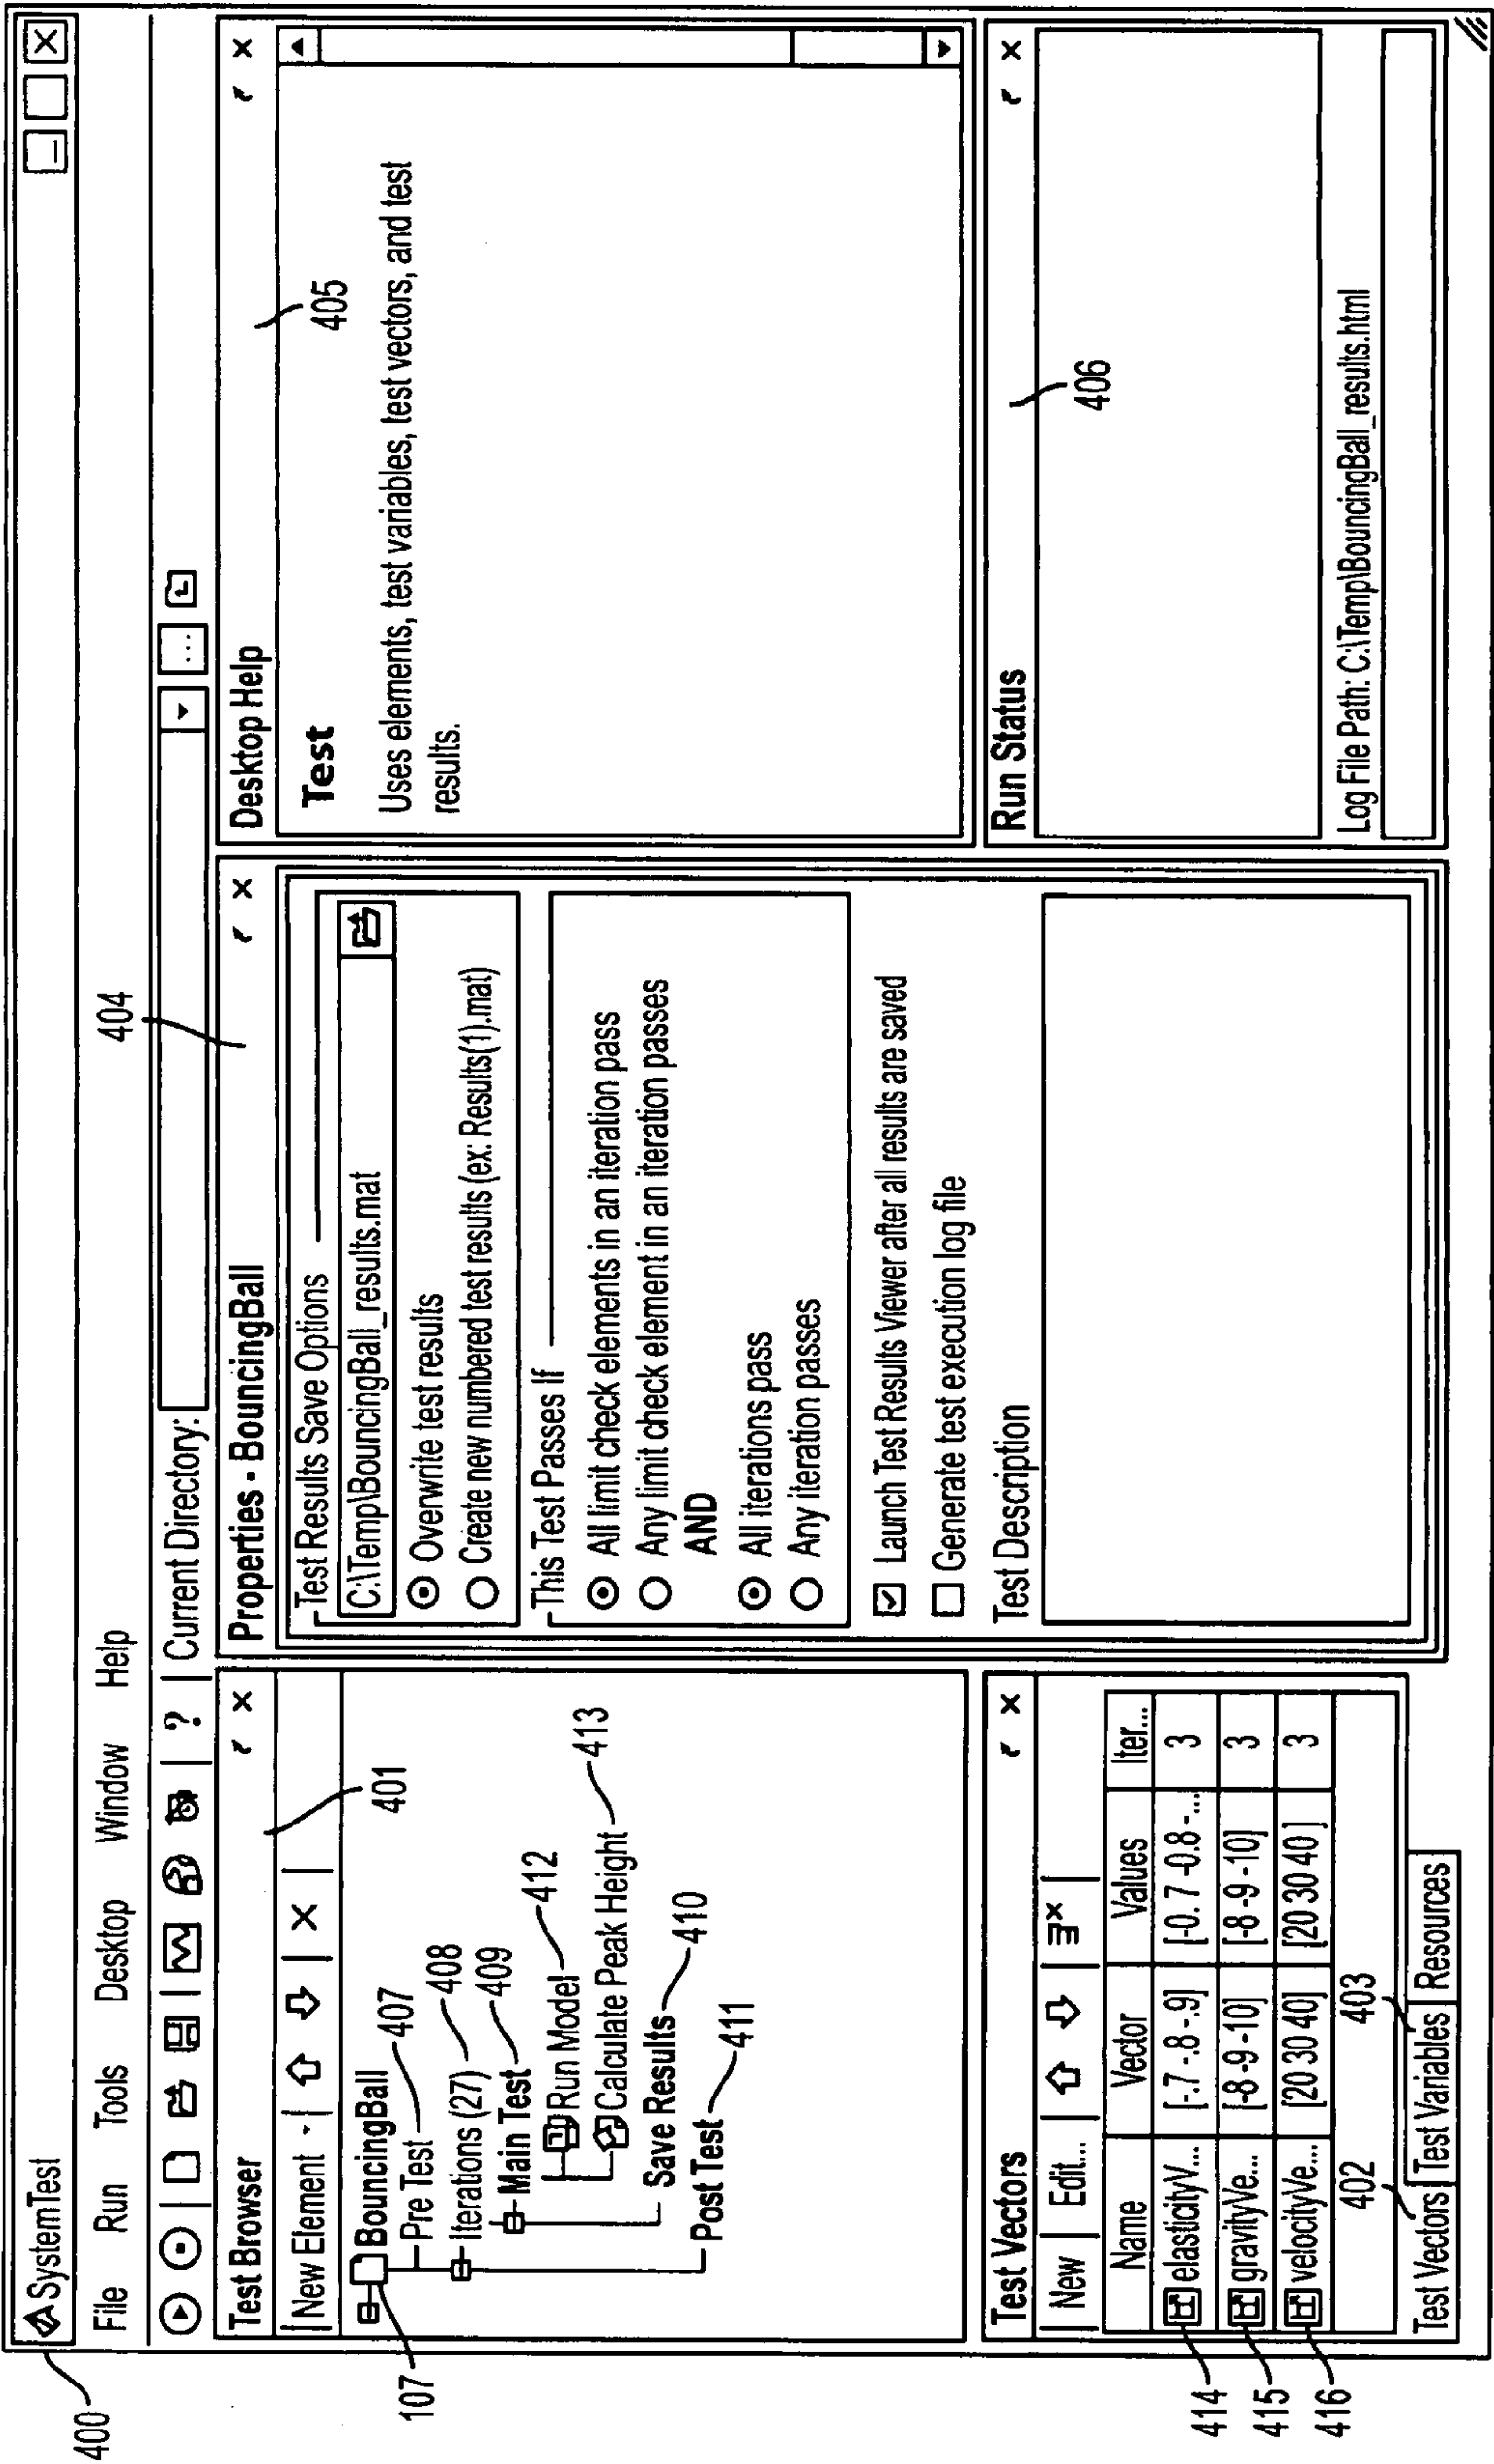 400
SystemTest
File Run Tools Desktop Window Help
? Current Directory: ...
404
Test Browser
401
New Element
107
BouncingBall
Pre Test 407
Iterations (27) 408
Main Test 409
Run Model 412
Calculate Peak Height 413
Save Results 410
Post Test 411
Test Vectors
New Edit...
Name Vector Values Iter...
414 elasticityV... [-.7 -.8 -.9] [-0.7 -0.8 -... 3
415 gravityVe... [-8 -9 -10] [-8 -9 -10] 3
416 velocityVe... [20 30 40] [20 30 40] 3
402 403
Test Vectors Test Variables Resources
Properties - BouncingBall
Test Results Save Options
C:\Temp\BouncingBall_results.mat
Overwrite test results
Create new numbered test results (ex: Results(1).mat)
This Test Passes If
All limit check elements in an iteration pass
Any limit check element in an iteration passes
AND
All iterations pass
Any iteration passes
Launch Test Results Viewer after all results are saved
Generate test execution log file
Test Description
Desktop Help
405
Test
Uses elements, test variables, test vectors, and test
results.
Run Status
406
Log File Path: C:\Temp\BouncingBall_results.html